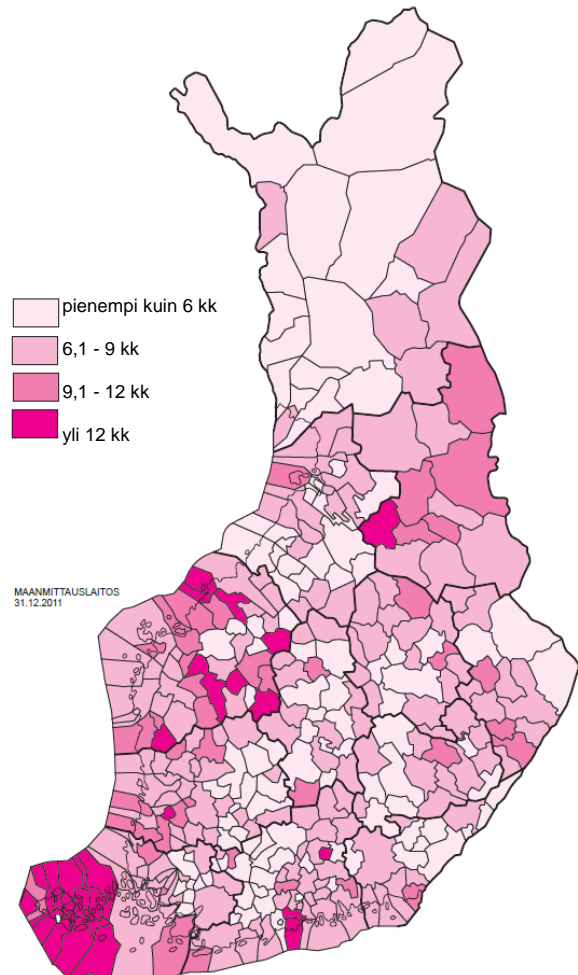 pienempi kuin 6 kk
6,1 - 9 kk
9,1 - 12 kk
yli 12 kk
MAANMITTAUSLAITOS
31.12.2011